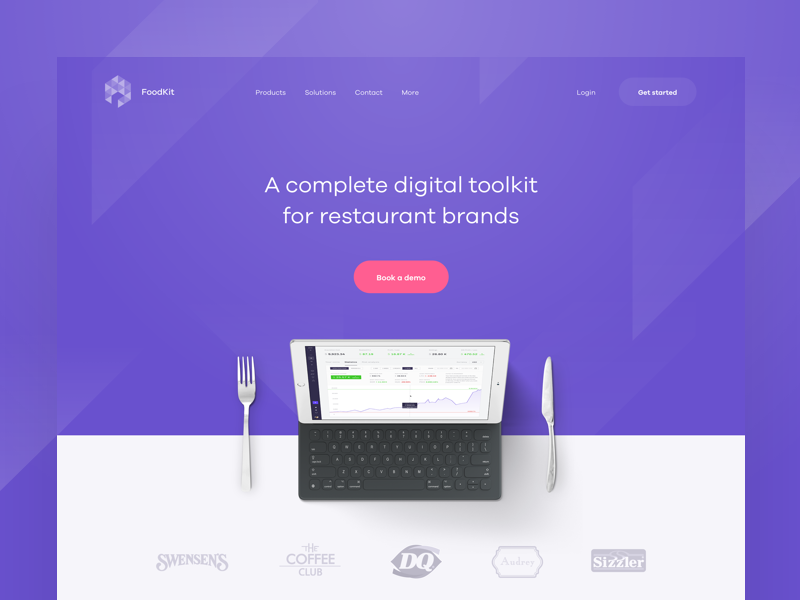 FoodKit
Products Solutions Contact More
Login Get started
A complete digital toolkit
for restaurant brands
Book a demo
SWENSEN'S
THE
COFFEE
CLUB
DQ
Audrey
Sizzler